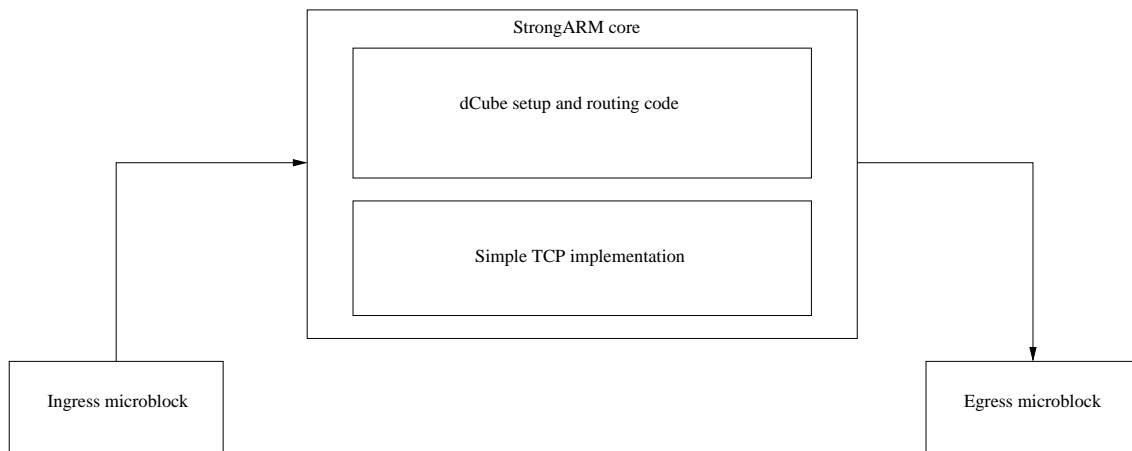 StrongARM core
dCube setup and routing code
Simple TCP implementation
Ingress microblock
Egress microblock